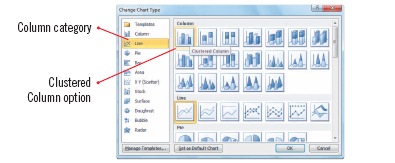 Change Chart Type
Column category
Clustered
Column option
Templates
Column
Line
Pie
Bar
Area
X Y (Scatter)
Stock
Surface
Doughnut
Bubble
Radar
Column
Clustered Column
Line
Pie
Manage Templates...
Set as Default Chart
OK
Cancel